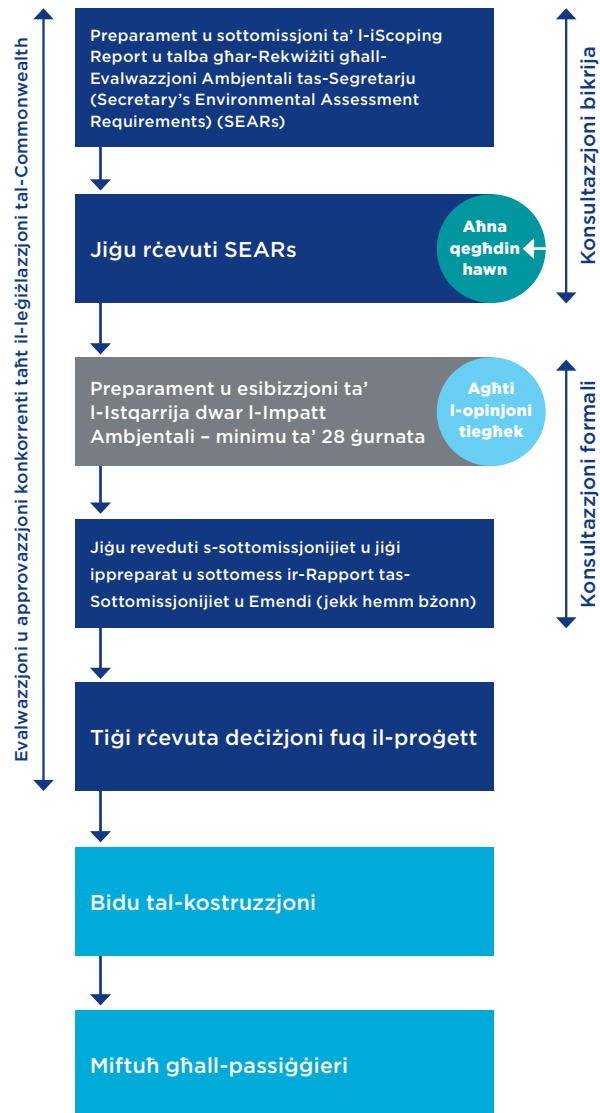 Evalwazzjoni u approvazzjoni konkorrenti taħt il-leġiżlazzjoni tal-Commonwealth
Preparament u sottomissjoni ta’ l-iScoping
Report u talba għar-Rekwiżiti għall-
Evalwazzjoni Ambjentali tas-Segretarju
(Secretary’s Environmental Assessment
Requirements) (SEARs)
Konsultazzjoni bikrija
Jiġu rċevuti SEARs
Aħna
qegħdin
hawn
Preparament u esibizzjoni ta’
l-Istqarrija dwar l-Impatt
Ambjentali – minimu ta’ 28 ġurnata
Agħti
l-opinjoni
tiegħek
Konsultazzjoni formali
Jiġu reveduti s-sottomissjonijiet u jiġi
ippreparat u sottomess ir-Rapport tas-
Sottomissjonijiet u Emendi (jekk hemm bżonn)
Tiġi rċevuta deċiżjoni fuq il-proġett
Bidu tal-kostruzzjoni
Miftuħ għall-passiġġieri